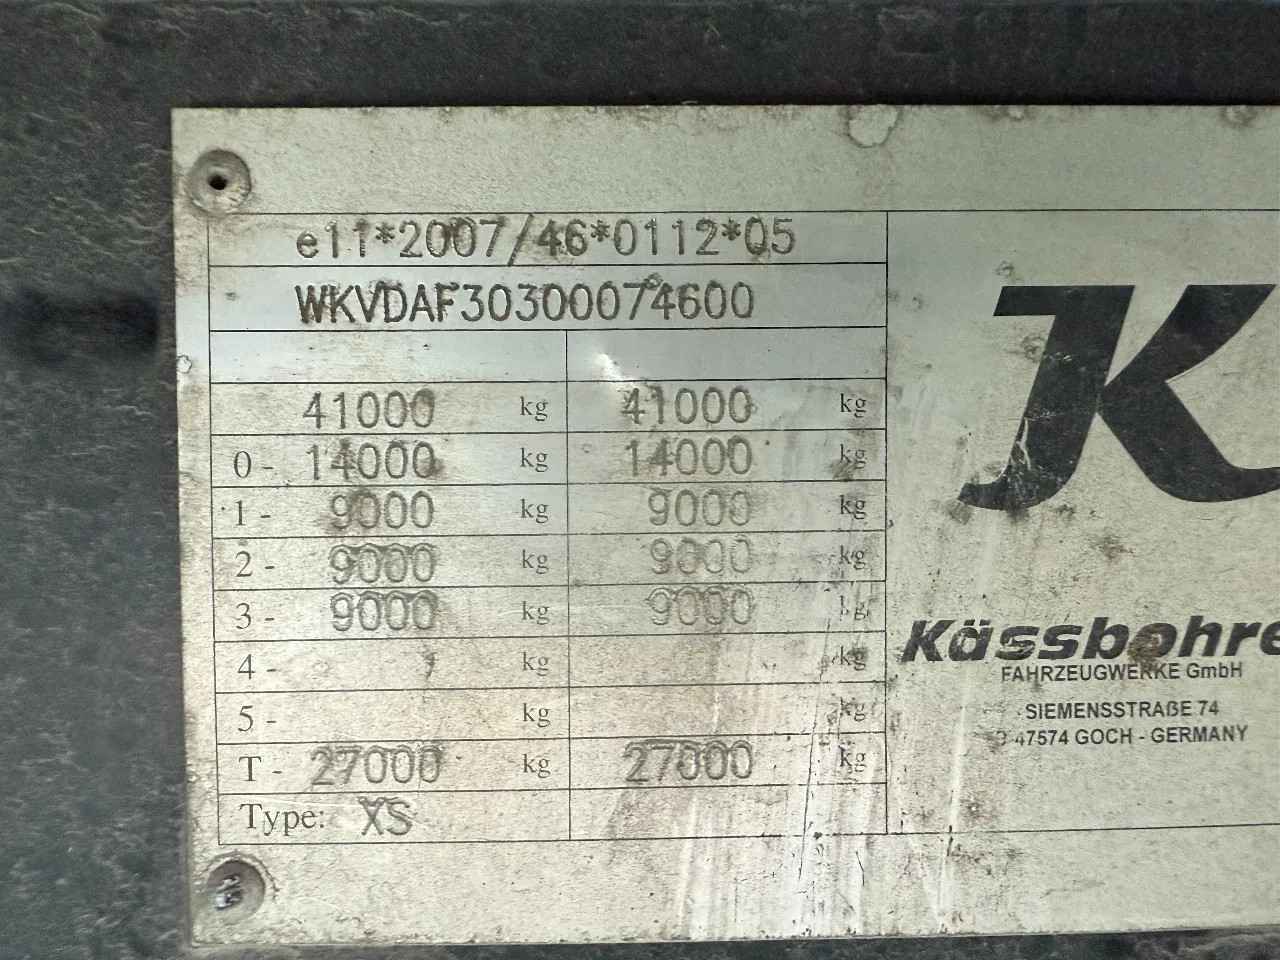 e11*2007/46*0112*05
WKVDAF30300074600
41000 kg 41000 kg
0 - 14000 kg 14000 kg
1 - 9000 kg 9000 kg
2 - 9000 kg 9000 kg
3 - 9000 kg 9000 kg
4 - kg kg
5 - kg kg
T - 27000 kg 27000 kg
Type: XS
K
Kässbohre
FAHRZEUGWERKE GmbH
SIEMENSSTRAßE 74
D 47574 GOCH - GERMANY